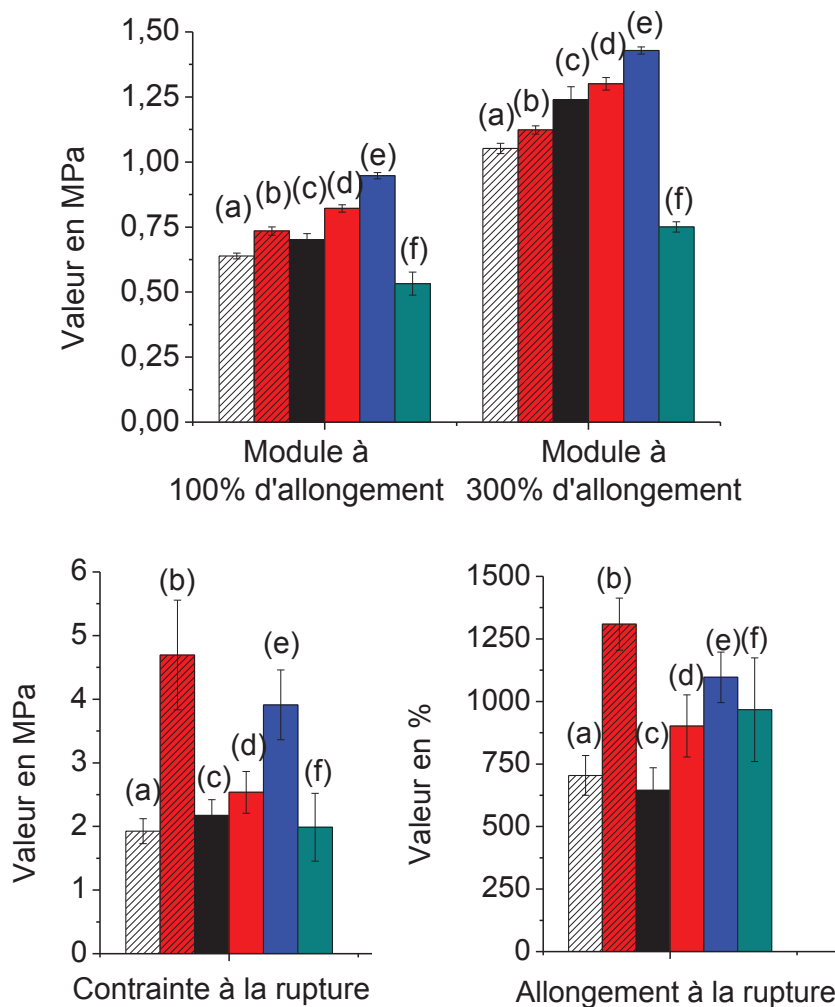 Valeur en MPa
1,50
1,25
1,00
0,75
0,50
0,25
0,00
(a)
(b)
(c)
(d)
(e)
(f)
(a)
(b)
(c)
(d)
(e)
(f)
Module à
100% d'allongement
Module à
300% d'allongement
Valeur en MPa
6
5
4
3
2
1
0
(a)
(b)
(c)
(d)
(e)
(f)
Contrainte à la rupture
Valeur en %
1500
1250
1000
750
500
250
0
(a)
(b)
(c)
(d)
(e)
(f)
Allongement à la rupture